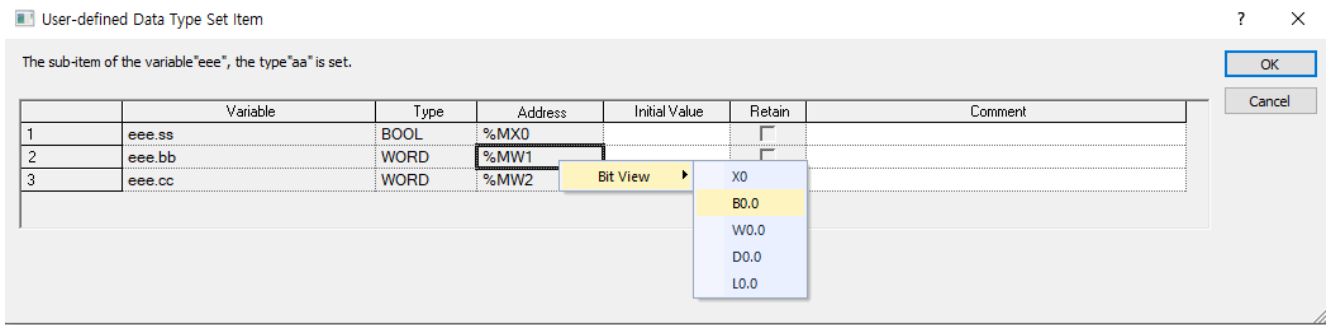 User-defined Data Type Set Item ? ×
The sub-item of the variable"eee", the type"aa" is set.
OK
Cancel
Variable Type Address Initial Value Retain Comment
1 eee.ss BOOL %MX0
2 eee.bb WORD %MW1
3 eee.cc WORD %MW2
Bit View
X0
B0.0
W0.0
D0.0
L0.0